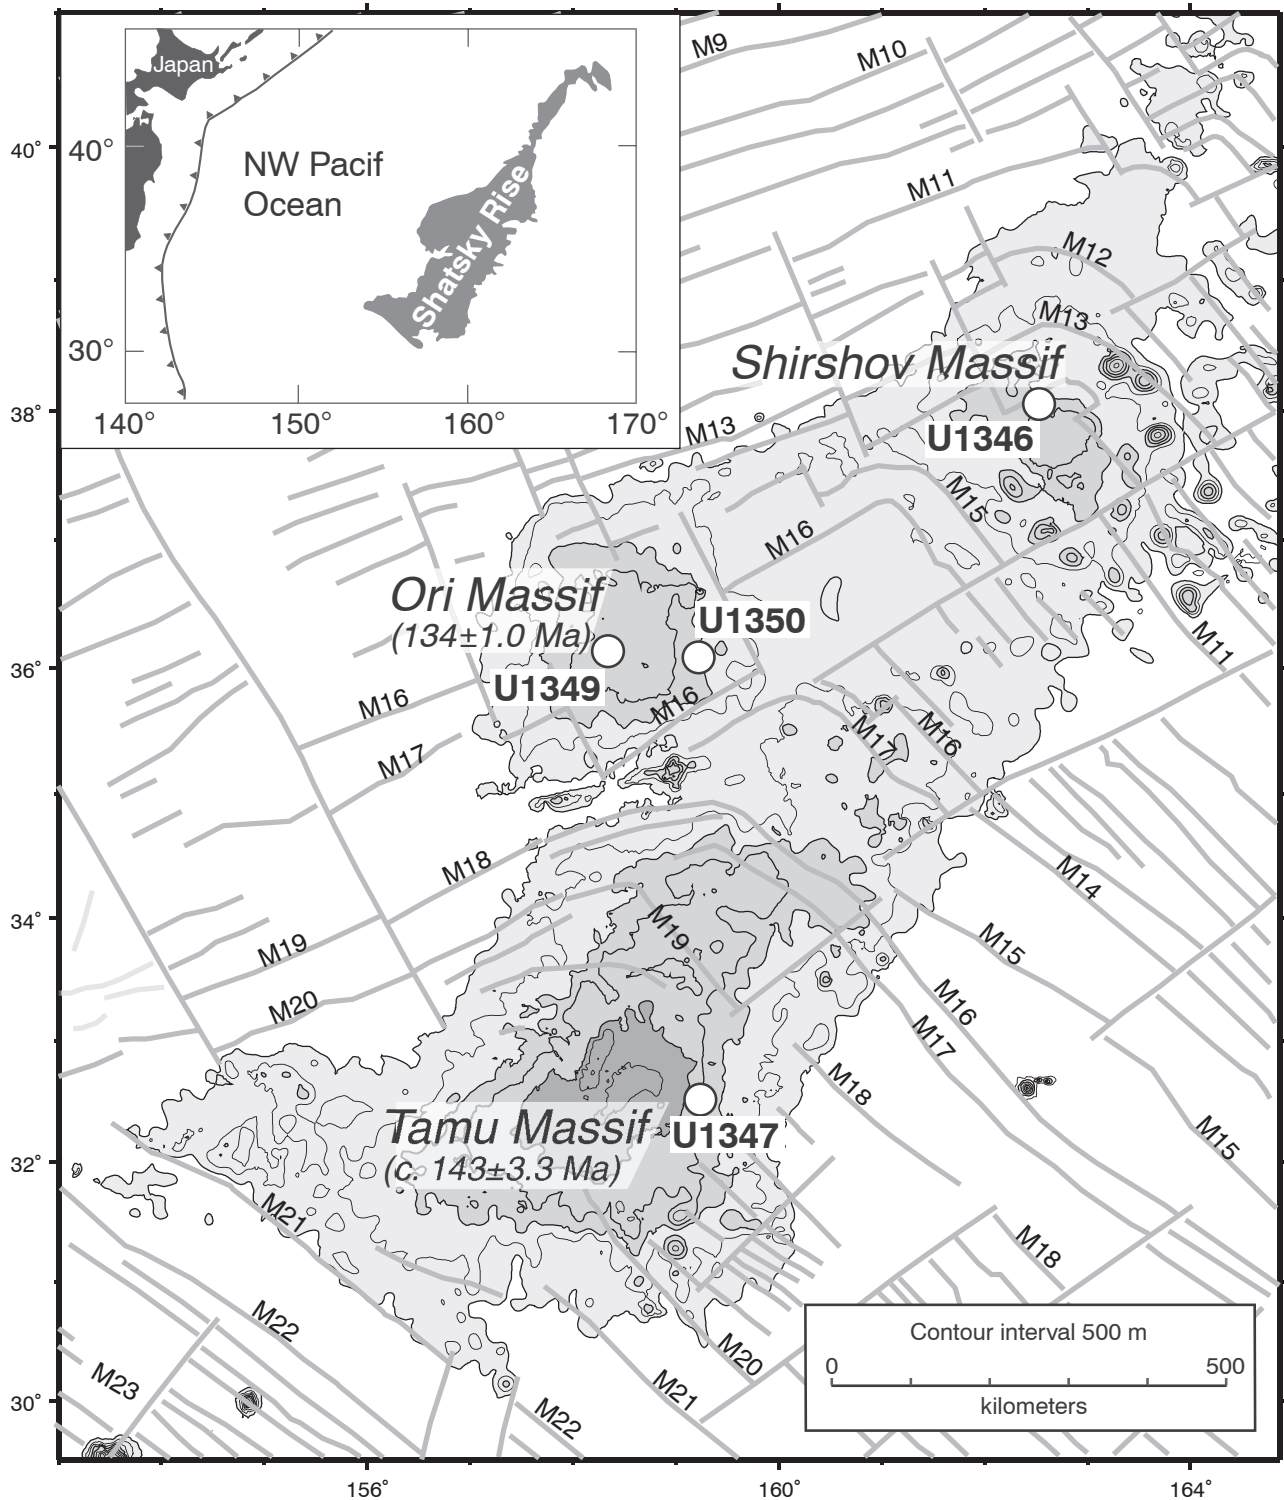 M9
M10
Japan
40°
40°
NW Pacif
Ocean
Shatsky Rise
M11
M12
M13
30°
Shirshov Massif
140°
150°
160°
170°
38°
M13
U1346
M15
M16
Ori Massif
(134±1.0 Ma)
U1350
M11
36°
U1349
M16
M16
M17
M16
M17
M18
M14
34°
M19
M19
M15
M20
M16
M17
M18
Tamu Massif
(c. 143±3.3 Ma)
U1347
M15
32°
M21
M18
M22
Contour interval 500 m
0
500
kilometers
M20
M23
M21
30°
M22
156°
160°
164°